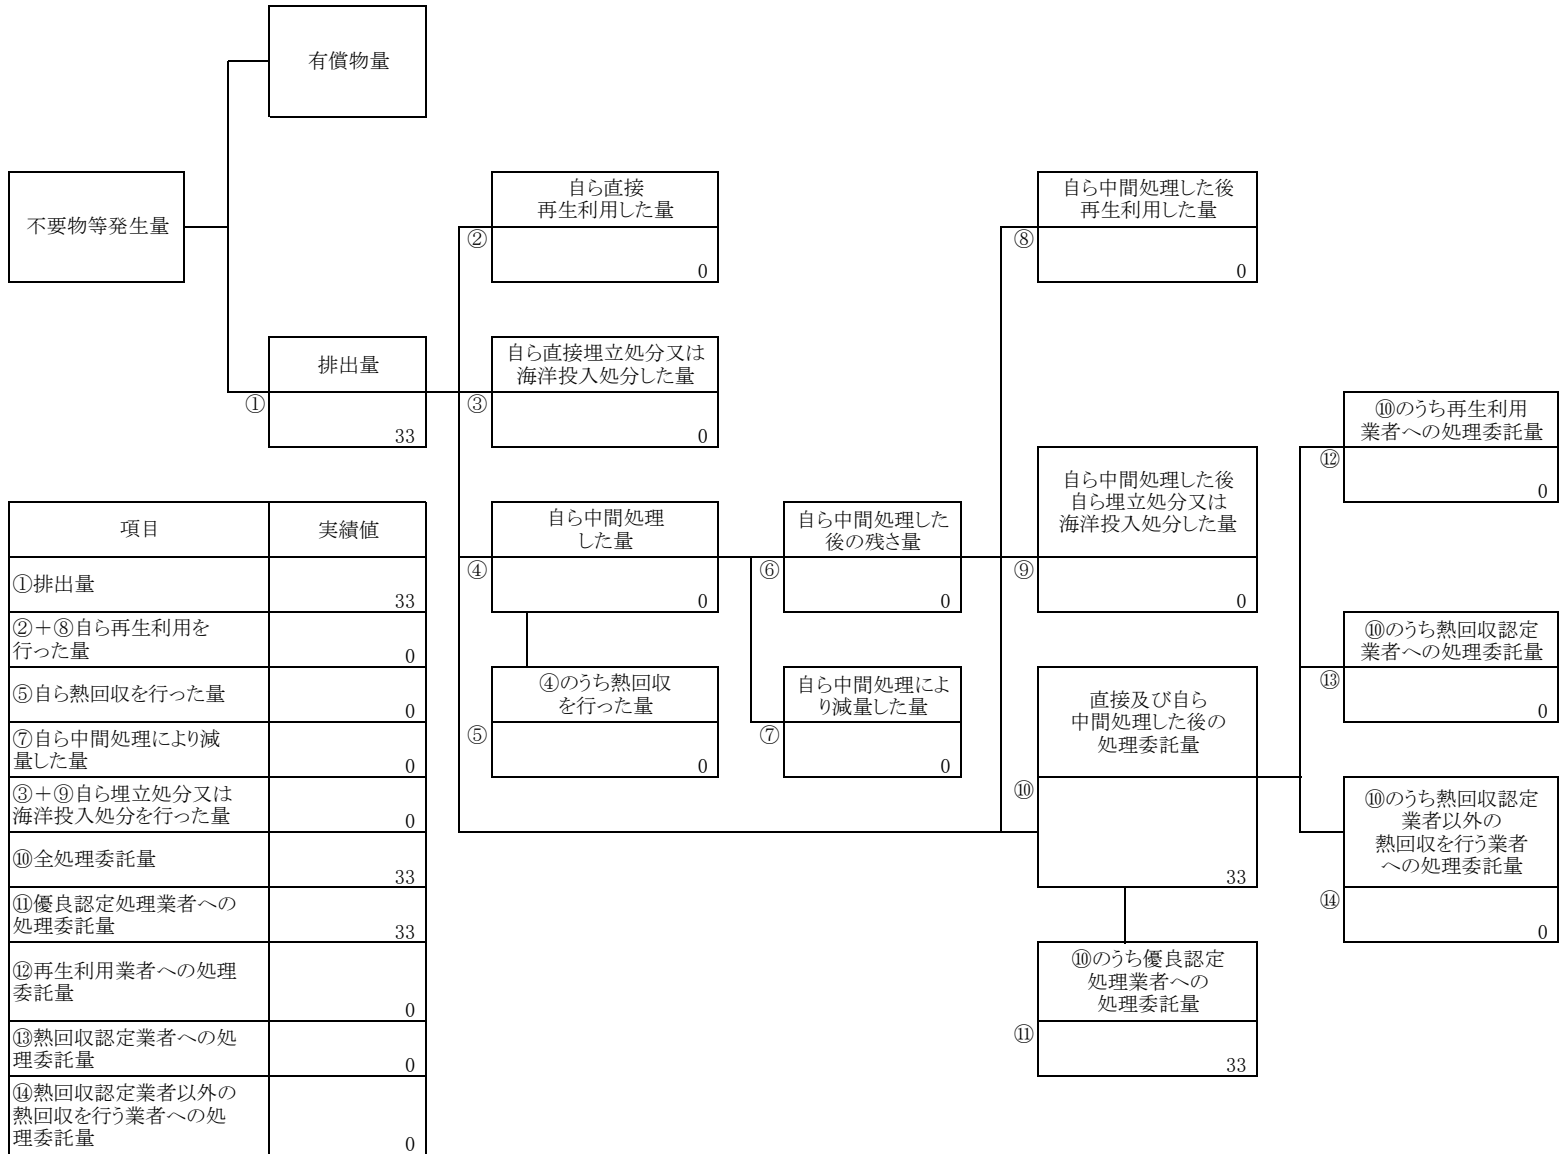 有償物量
不要物等発生量
自ら直接
再生利用した量
②
0
自ら中間処理した後
再生利用した量
⑧
0
排出量
①
33
自ら直接埋立処分又は
海洋投入処分した量
③
0
⑩のうち再生利用
業者への処理委託量
⑫
0
自ら中間処理
した量
④
0
自ら中間処理した
後の残さ量
⑥
0
自ら中間処理した後
自ら埋立処分又は
海洋投入処分した量
⑨
0
⑩のうち熱回収認定
業者への処理委託量
⑬
0
④のうち熱回収
を行った量
⑤
0
自ら中間処理によ
り減量した量
⑦
0
直接及び自ら
中間処理した後の
処理委託量
⑩
33
⑩のうち熱回収認定
業者以外の
熱回収を行う業者
への処理委託量
⑭
0
⑩のうち優良認定
処理業者への
処理委託量
⑪
33
項目 実績値
①排出量 33
②+⑧自ら再生利用を
行った量 0
⑤自ら熱回収を行った量 0
⑦自ら中間処理により減
量した量 0
③+⑨自ら埋立処分又は
海洋投入処分を行った量 0
⑩全処理委託量 33
⑪優良認定処理業者への
処理委託量 33
⑫再生利用業者への処理
委託量 0
⑬熱回収認定業者への処
理委託量 0
⑭熱回収認定業者以外の
熱回収を行う業者への処
理委託量 0